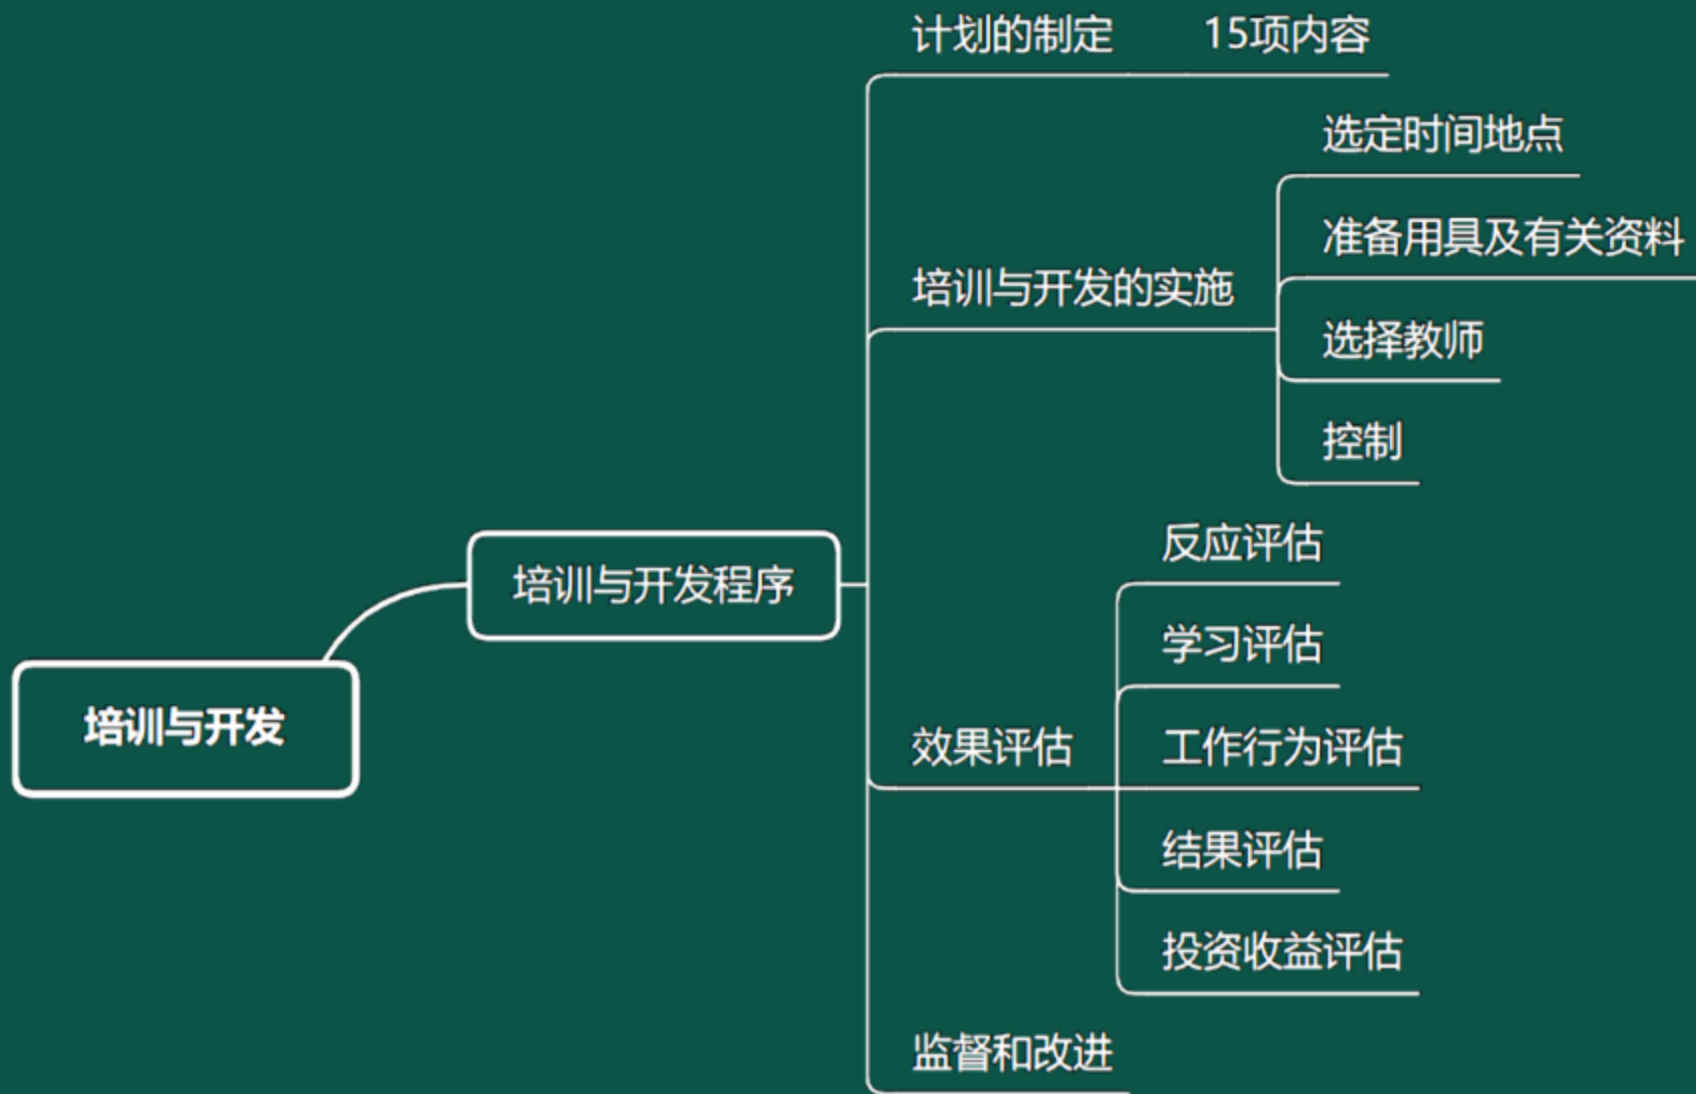 计划的制定 15项内容
选定时间地点
准备用具及有关资料
培训与开发的实施
选择教师
控制
反应评估
培训与开发程序
学习评估
培训与开发
效果评估
工作行为评估
结果评估
投资收益评估
监督和改进